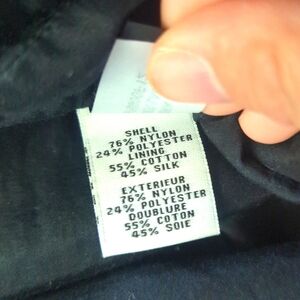 SHELL
76% NYLON
24% POLYESTER
LINING
55% COTTON
45% SILK
EXTERIEUR
76% NYLON
24% POLYESTER
DOUBLURE
55% COTON
45% SOIE